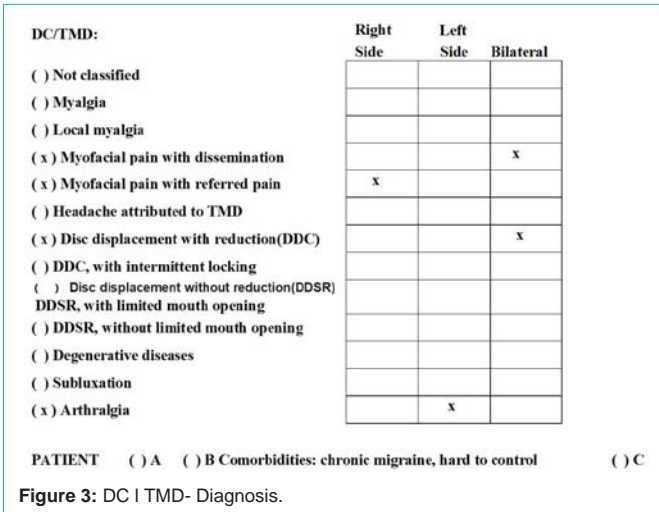 DC/TMD: Right Left
Side Side Bilateral
( ) Not classified
( ) Myalgia
( ) Local myalgia
( x ) Myofacial pain with dissemination x
( x ) Myofacial pain with referred pain x
( ) Headache attributed to TMD
( x ) Disc displacement with reduction(DDC) x
( ) DDC, with intermittent locking
( ) Disc displacement without reduction(DDSR)
DDSR, with limited mouth opening
( ) DDSR, without limited mouth opening
( ) Degenerative diseases
( ) Subluxation
( x ) Arthralgia x
PATIENT ( ) A ( ) B Comorbidities: chronic migraine, hard to control ( ) C
Figure 3: DC l TMD- Diagnosis.